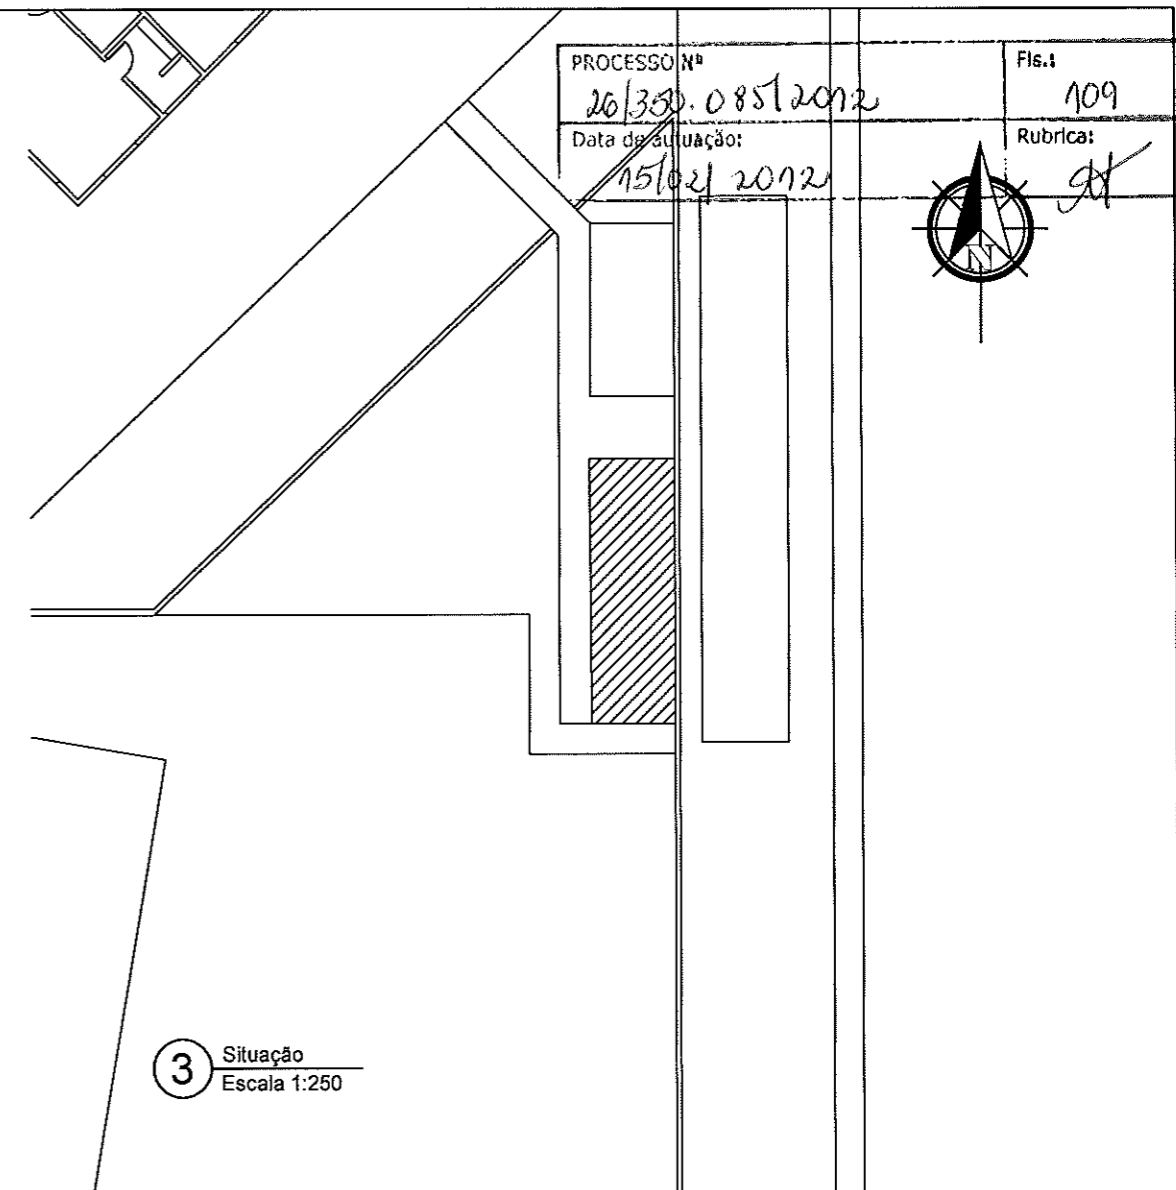 PROCESSO Nº
26/350.085/2012
Fls.:
109
Data de autuação:
15/02/2012
Rubrica:
N
3
Situação
Escala 1:250